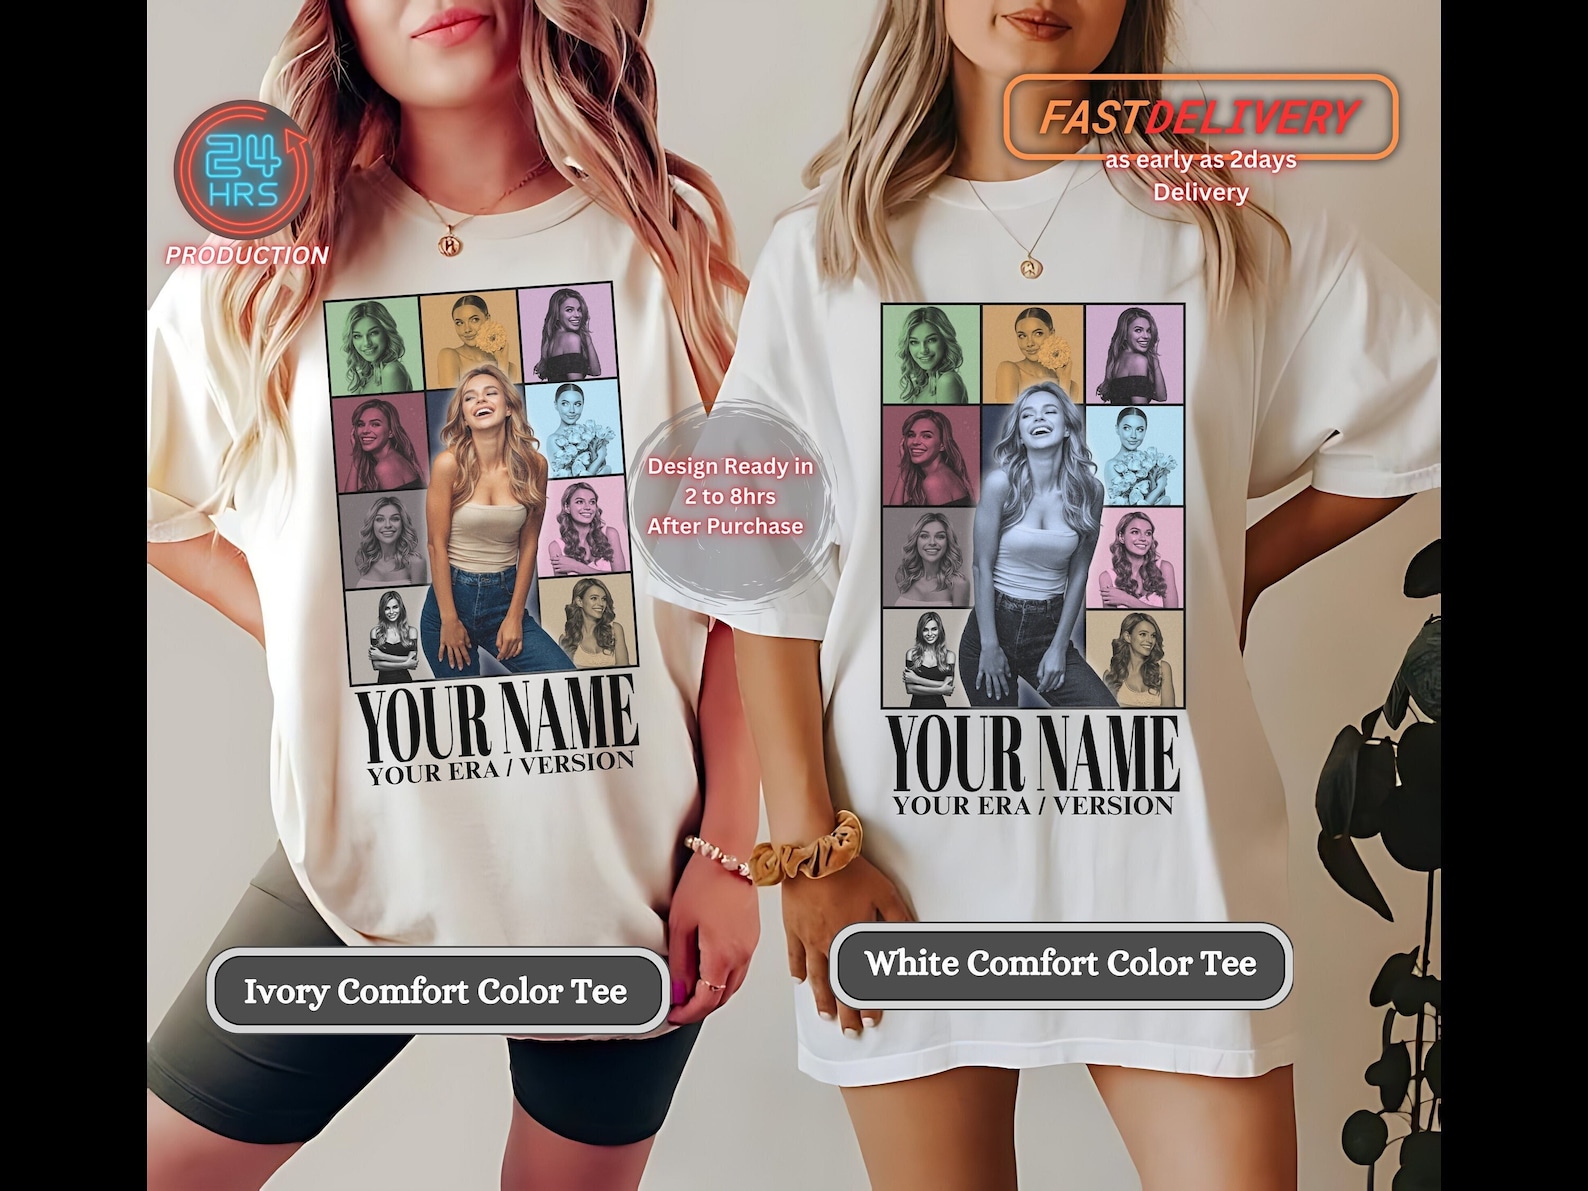 24
HRS
PRODUCTION
FASTDELIVERY
as early as 2days
Delivery
Design Ready in
2 to 8hrs
After Purchase
YOUR NAME
YOUR ERA / VERSION
YOUR NAME
YOUR ERA / VERSION
Ivory Comfort Color Tee
White Comfort Color Tee